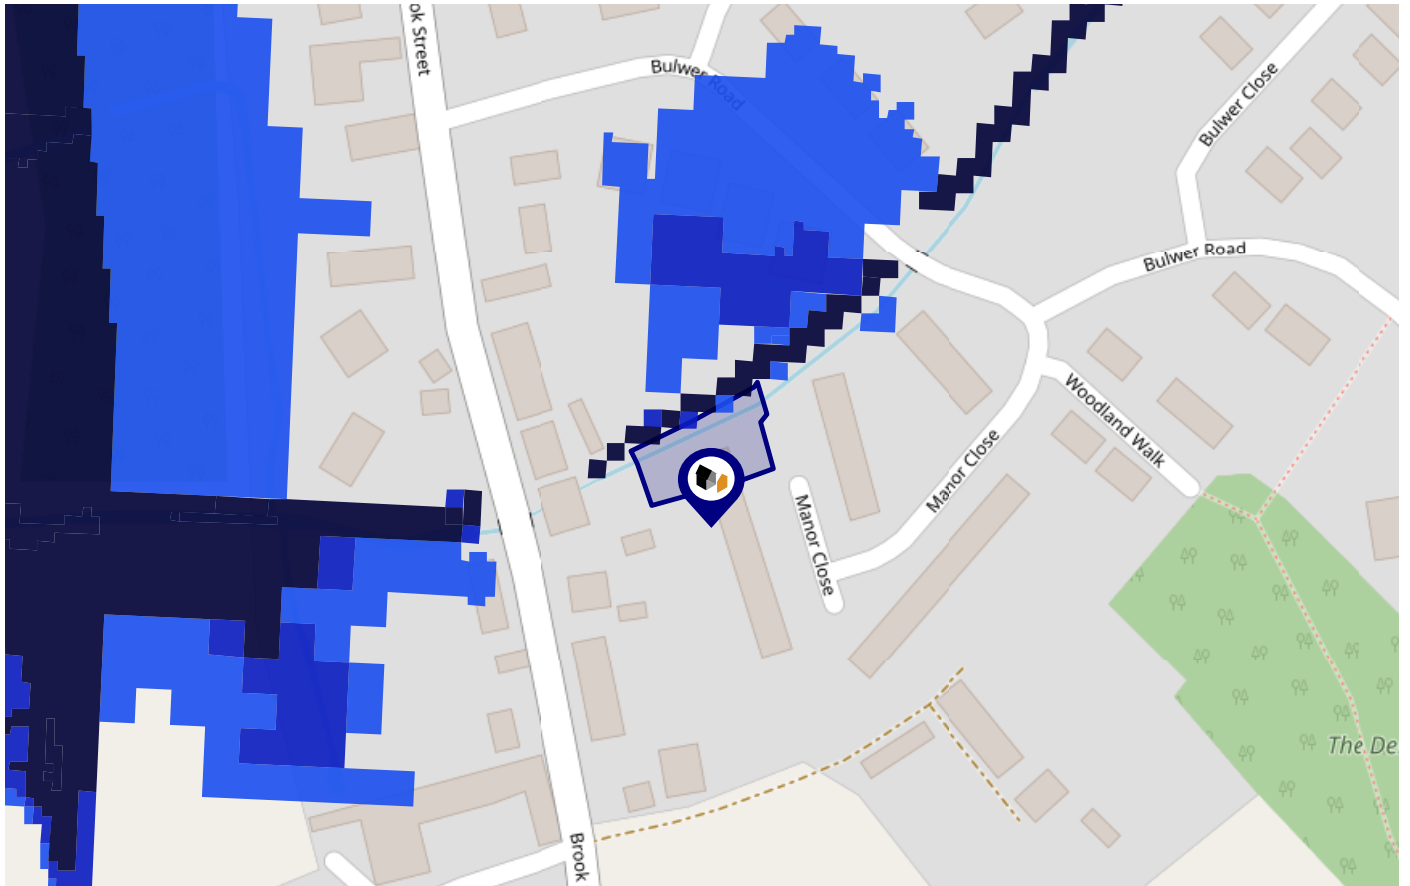 ok Street
Bulwer Road
Bulwer Close
Bulwer Road
Woodland Walk
Manor Close
Manor Close
The De
Brook